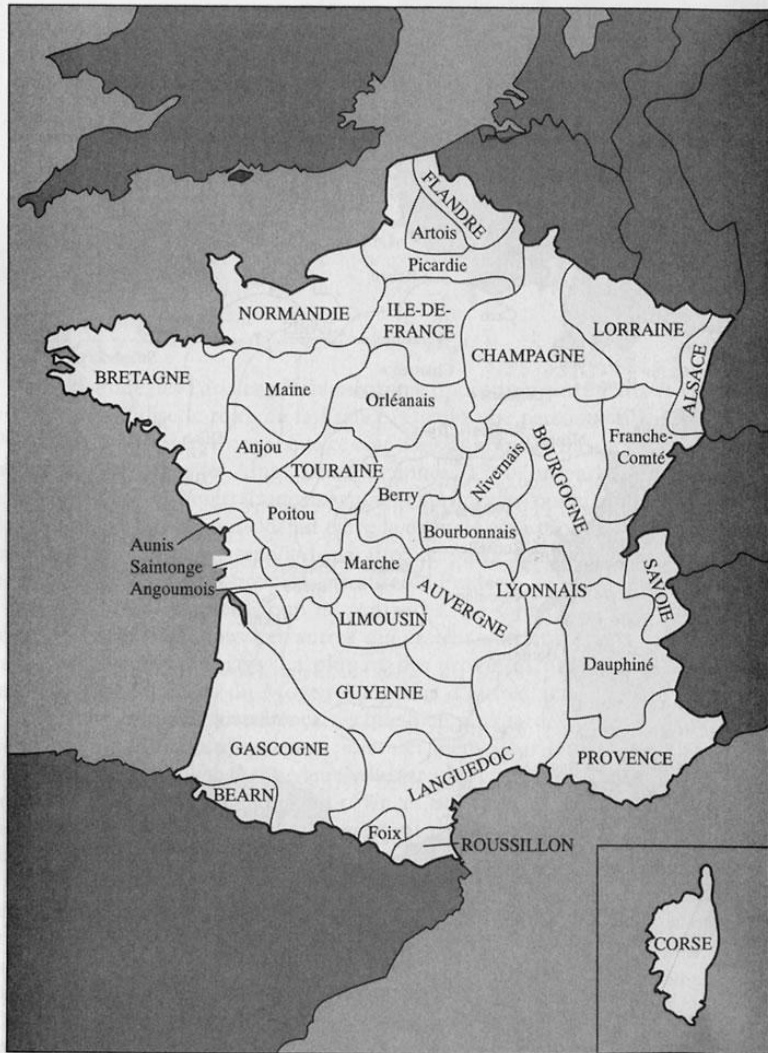 FLANDRE
Artois
Picardie
NORMANDIE
ILE-DE-
FRANCE
LORRAINE
CHAMPAGNE
ALSACE
BRETAGNE
Maine
Orléanais
Anjou
TOURAINE
Nivernais
BOURGOGNE
Franche-
Comté
Berry
Poitou
Bourbonnais
Aunis
Saintonge
Angoumois
Marche
AUVERGNE
LYONNAIS
SAVOIE
LIMOUSIN
Dauphiné
GUYENNE
GASCOGNE
LANGUEDOC
PROVENCE
BEARN
Foix
ROUSSILLON
CORSE